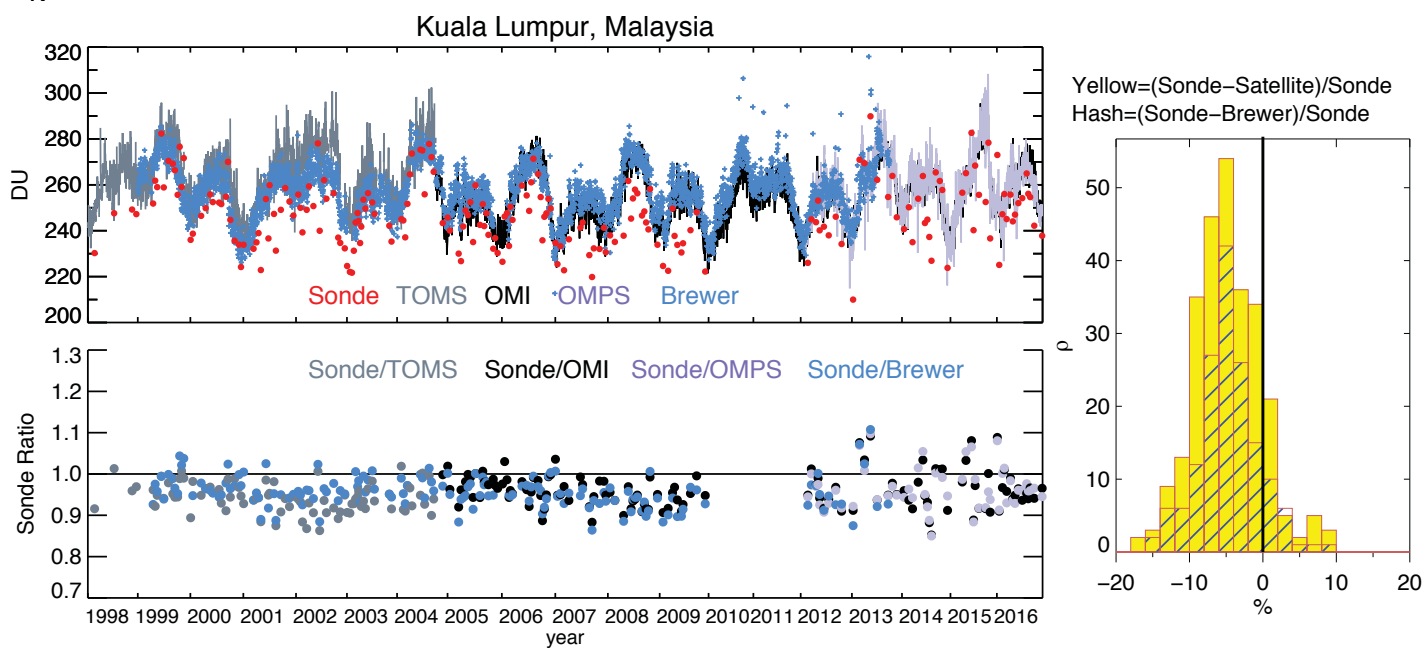 Kuala Lumpur, Malaysia
320
300
280
260
240
220
200
DU
Sonde TOMS OMI OMPS Brewer
1.3
1.2
1.1
1.0
0.9
0.8
0.7
Sonde Ratio
Sonde/TOMS Sonde/OMI Sonde/OMPS Sonde/Brewer
1998 1999 2000 2001 2002 2003 2004 2005 2006 2007 2008 2009 2010 2011 2012 2013 2014 2015 2016
year
Yellow=(Sonde−Satellite)/Sonde
Hash=(Sonde−Brewer)/Sonde
50
40
30
20
10
0
ρ
−20 −10 0 10 20
%